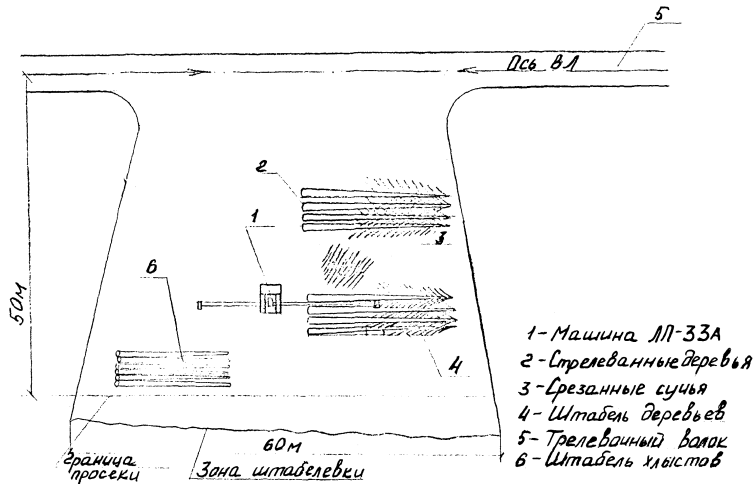 5
Ось ВЛ
2
1
3
6
50м
4
1- Машина ЛП-33А
2- Стрелеванные деревья
3- Срезанные сучья
4- Штабель деревьев
5- Трелевочный волок
6- Штабель хлыстов
60м
Граница
просеки
Зона штабелевки